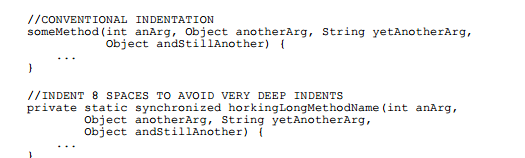 //CONVENTIONAL INDENTATION
someMethod(int anArg, Object anotherArg, String yetAnotherArg,
           Object andStillAnother) {
    ...
}
//INDENT 8 SPACES TO AVOID VERY DEEP INDENTS
private static synchronized horkingLongMethodName(int anArg,
        Object anotherArg, String yetAnotherArg,
        Object andStillAnother) {
    ...
}